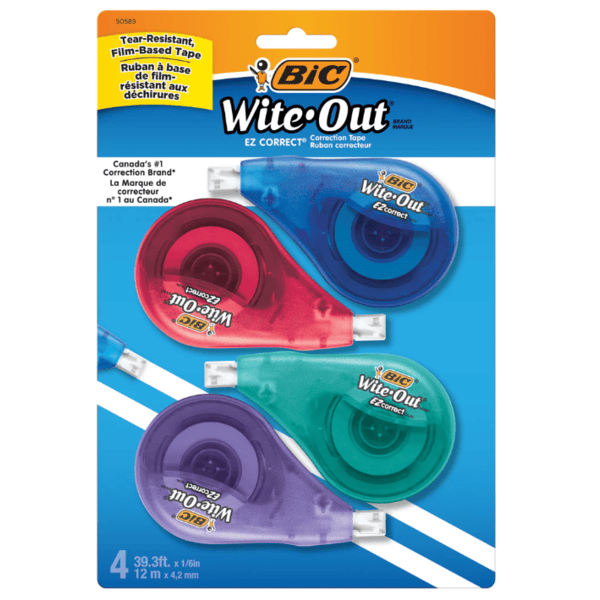 50589
Tear-Resistant,
Film-Based Tape
Ruban à base
de film-
résistant aux
déchirures
BIC®
Wite•Out®
BRAND
MARQUE
EZ CORRECT® Correction Tape
Ruban correcteur
Canada's #1
Correction Brand*
La Marque de
correcteur
n° 1 au Canada*
BIC
Wite•Out
EZcorrect
BIC
Wite•Out
EZcorrect
BIC
Wite•Out
EZcorrect
BIC
Wite•Out
EZcorrect
4 39.3ft. x 1/6in
12 m x 4,2 mm